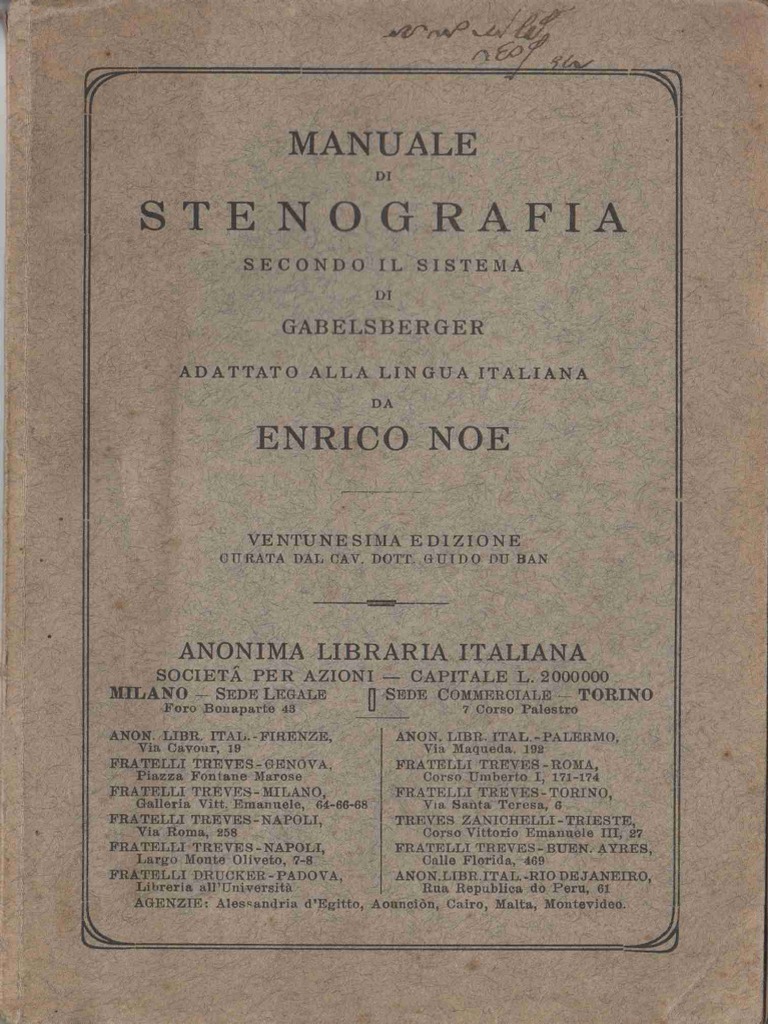 MANUALE
DI
STENOGRAFIA
SECONDO IL SISTEMA
DI
GABELSBERGER
ADATTATO ALLA LINGUA ITALIANA
DA
ENRICO NOE
VENTUNESIMA EDIZIONE
CURATA DAL CAV. DOTT. GUIDO DU BAN
ANONIMA LIBRARIA ITALIANA
SOCIETÂ PER AZIONI — CAPITALE L. 2000000
MILANO — SEDE LEGALE
Foro Bonaparte 43
SEDE COMMERCIALE — TORINO
7 Corso Palestro
ANON. LIBR. ITAL.-FIRENZE,
Via Cavour, 19
FRATELLI TREVES-GENOVA,
Piazza Fontane Marose
FRATELLI TREVES-MILANO,
Galleria Vitt. Emanuele, 64-66-68
FRATELLI TREVES-NAPOLI,
Via Roma, 258
FRATELLI TREVES-NAPOLI,
Largo Monte Oliveto, 7-8
FRATELLI DRUCKER-PADOVA,
Libreria all'Università
ANON. LIBR. ITAL.-PALERMO,
Via Maqueda. 192
FRATELLI TREVES-ROMA,
Corso Umberto I, 171-174
FRATELLI TREVES-TORINO,
Via Santa Teresa, 6
TREVES ZANICHELLI-TRIESTE,
Corso Vittorio Emanuele III, 27
FRATELLI TREVES-BUEN. AYRES,
Calle Florida, 469
ANON.LIBR.ITAL.-RIO DE JANEIRO,
Rua Republica do Peru, 61
AGENZIE: Alessandria d'Egitto, Aounciòn, Cairo, Malta, Montevideo.